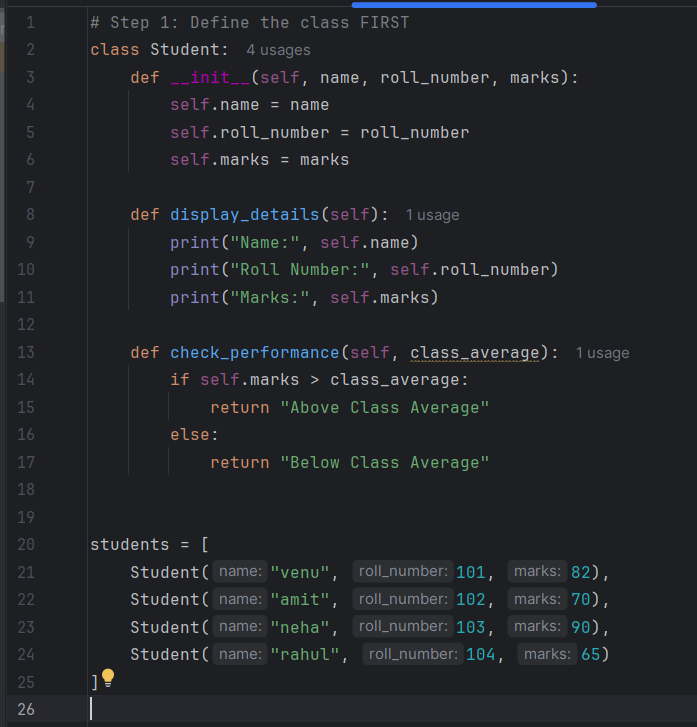 1 # Step 1: Define the class FIRST
2 class Student: 4 usages
3     def __init__(self, name, roll_number, marks):
4         self.name = name
5         self.roll_number = roll_number
6         self.marks = marks
7
8     def display_details(self): 1 usage
9         print("Name:", self.name)
10         print("Roll Number:", self.roll_number)
11         print("Marks:", self.marks)
12
13     def check_performance(self, class_average): 1 usage
14         if self.marks > class_average:
15             return "Above Class Average"
16         else:
17             return "Below Class Average"
18
19
20 students = [
21     Student( name: "venu", roll_number: 101, marks: 82),
22     Student( name: "amit", roll_number: 102, marks: 70),
23     Student( name: "neha", roll_number: 103, marks: 90),
24     Student( name: "rahul", roll_number: 104, marks: 65)
25 ]
26